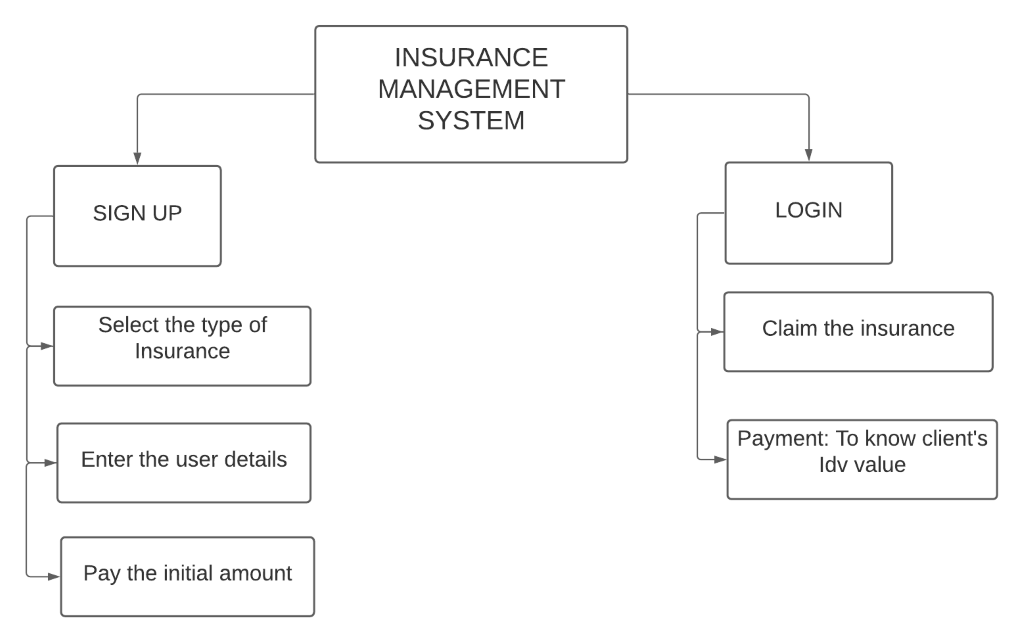 INSURANCE
MANAGEMENT
SYSTEM
SIGN UP
LOGIN
Select the type of
Insurance
Claim the insurance
Enter the user details
Payment: To know client's
Idv value
Pay the initial amount